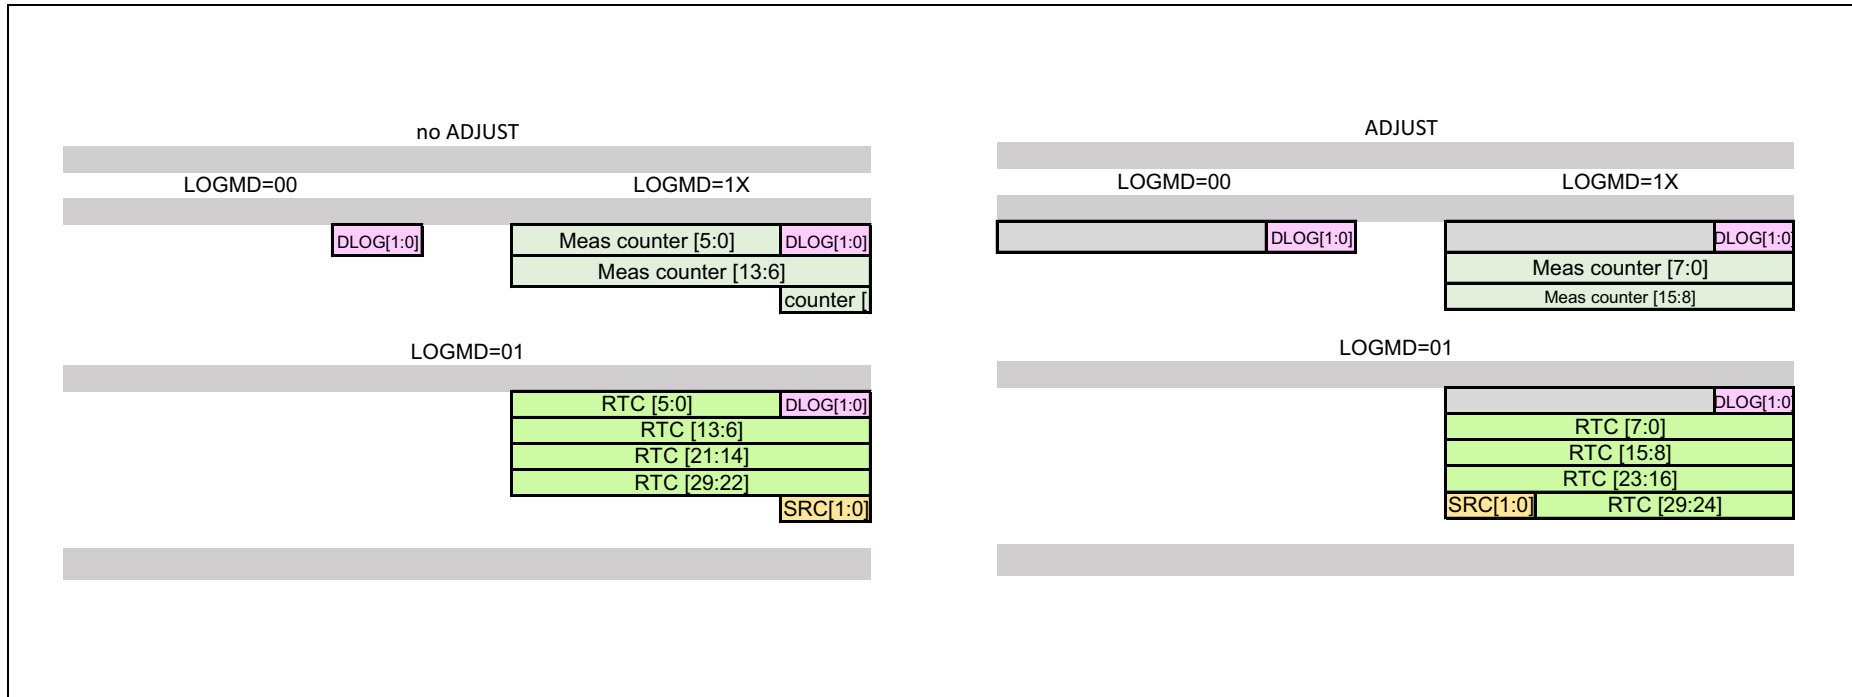 no ADJUST
LOGMD=00 LOGMD=1X
DLOG[1:0] Meas counter [5:0] DLOG[1:0]
Meas counter [13:6]
counter [
LOGMD=01
RTC [5:0] DLOG[1:0]
RTC [13:6]
RTC [21:14]
RTC [29:22]
SRC[1:0]
ADJUST
LOGMD=00 LOGMD=1X
DLOG[1:0] DLOG[1:0]
Meas counter [7:0]
Meas counter [15:8]
LOGMD=01
DLOG[1:0]
RTC [7:0]
RTC [15:8]
RTC [23:16]
SRC[1:0] RTC [29:24]